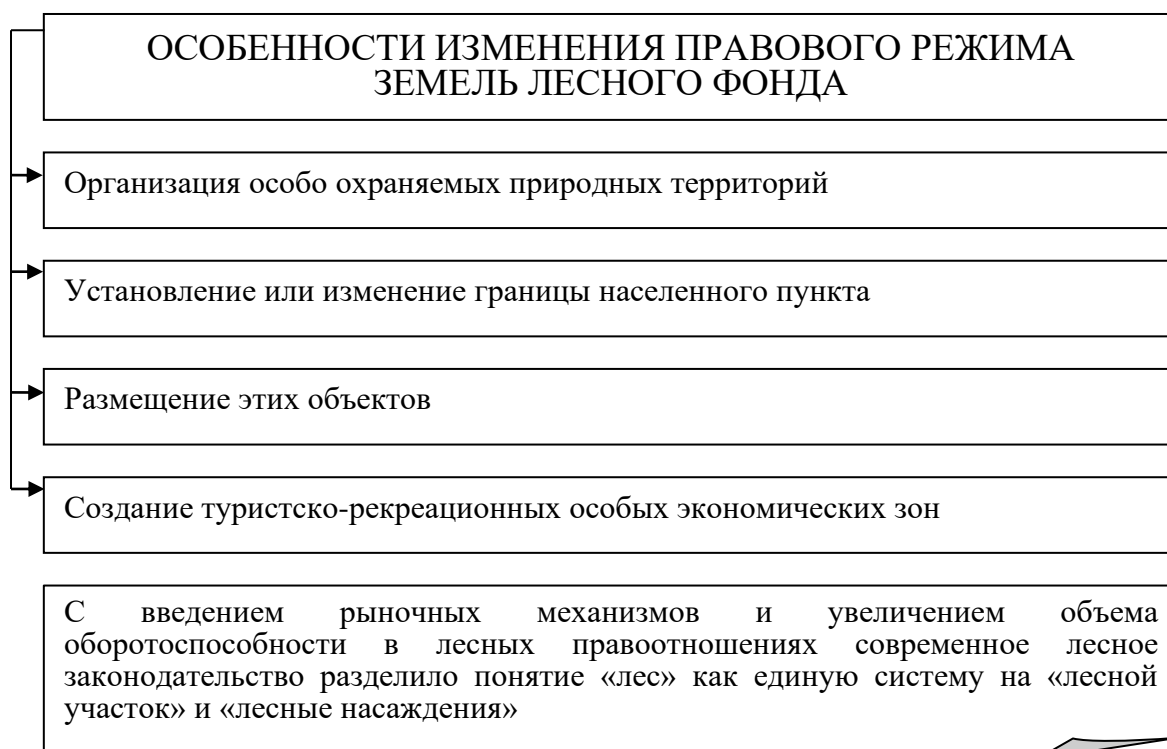 ОСОБЕННОСТИ ИЗМЕНЕНИЯ ПРАВОВОГО РЕЖИМА
ЗЕМЕЛЬ ЛЕСНОГО ФОНДА
Организация особо охраняемых природных территорий
Установление или изменение границы населенного пункта
Размещение этих объектов
Создание туристско-рекреационных особых экономических зон
С введением рыночных механизмов и увеличением объема
оборотоспособности в лесных правоотношениях современное лесное
законодательство разделило понятие «лес» как единую систему на «лесной
участок» и «лесные насаждения»